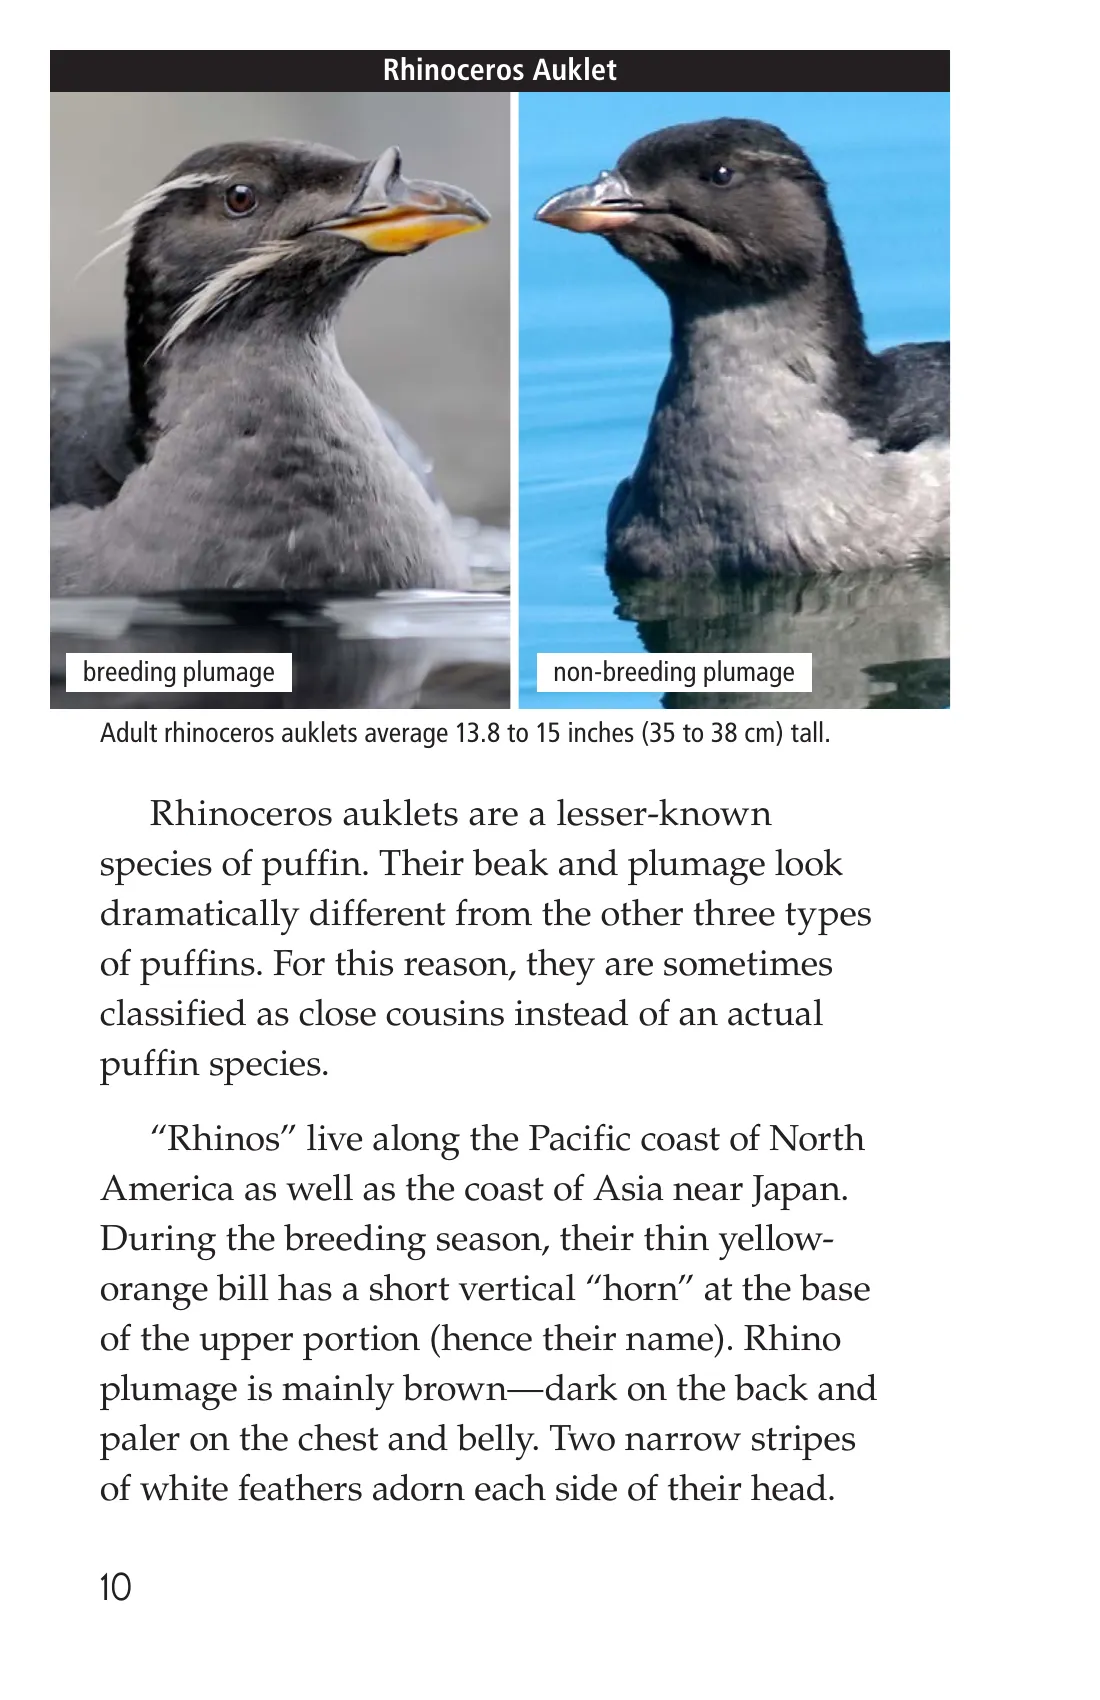 Rhinoceros Auklet
breeding plumage
non-breeding plumage
Adult rhinoceros auklets average 13.8 to 15 inches (35 to 38 cm) tall.
Rhinoceros auklets are a lesser-known
species of puffin. Their beak and plumage look
dramatically different from the other three types
of puffins. For this reason, they are sometimes
classified as close cousins instead of an actual
puffin species.
“Rhinos” live along the Pacific coast of North
America as well as the coast of Asia near Japan.
During the breeding season, their thin yellow-
orange bill has a short vertical “horn” at the base
of the upper portion (hence their name). Rhino
plumage is mainly brown—dark on the back and
paler on the chest and belly. Two narrow stripes
of white feathers adorn each side of their head.
10